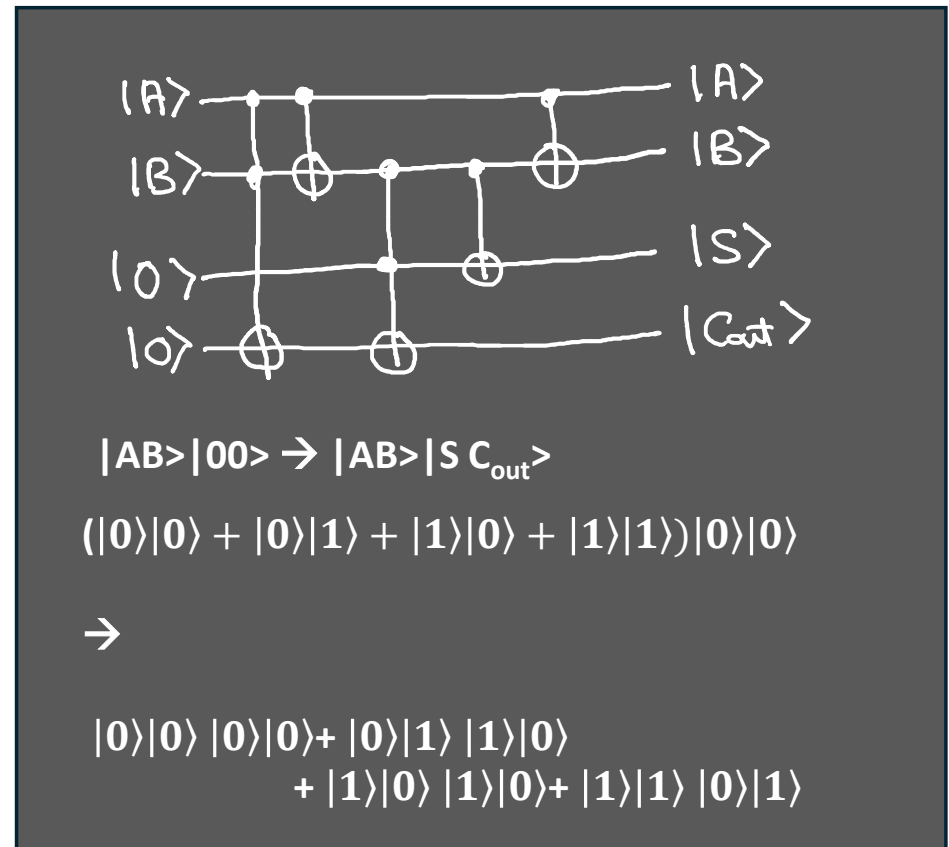 |A⟩ |A⟩
|B⟩ |B⟩
|0⟩ |S⟩
|0⟩ |Cout⟩
|AB>|00> → |AB>|S Cout>
(|0⟩|0⟩ + |0⟩|1⟩ + |1⟩|0⟩ + |1⟩|1⟩)|0⟩|0⟩
→
|0⟩|0⟩ |0⟩|0⟩+ |0⟩|1⟩ |1⟩|0⟩
+ |1⟩|0⟩ |1⟩|0⟩+ |1⟩|1⟩ |0⟩|1⟩